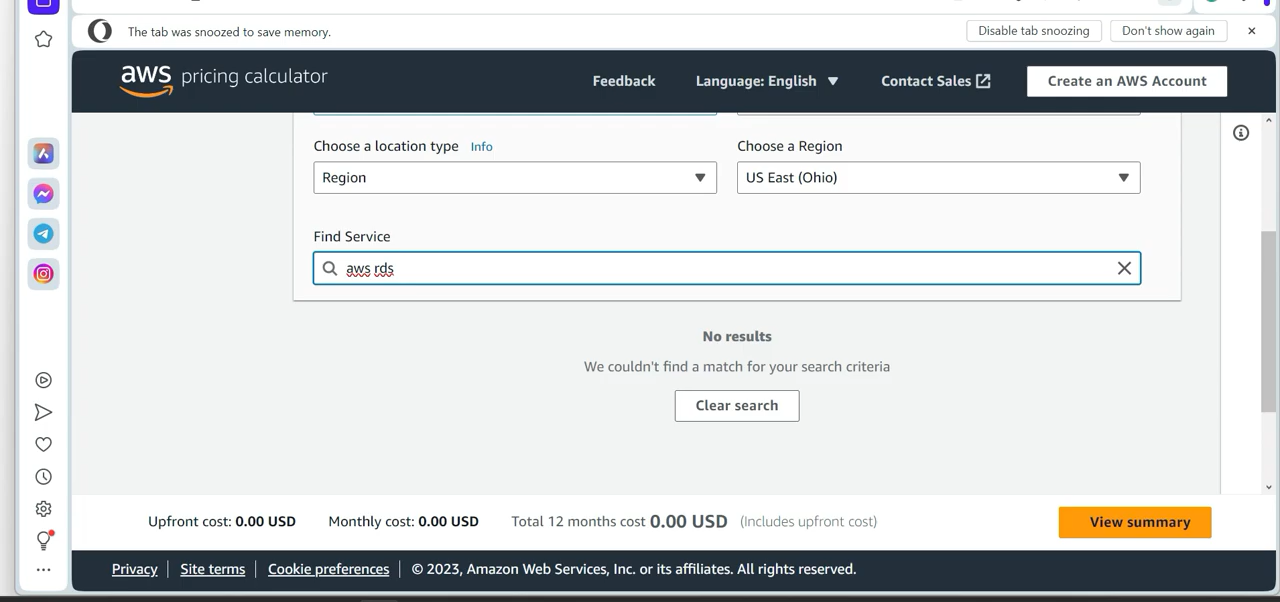 The tab was snoozed to save memory.
Disable tab snoozing
Don't show again
aws pricing calculator
Feedback
Language: English
Contact Sales
Create an AWS Account
Choose a location type Info
Choose a Region
Region
US East (Ohio)
Find Service
aws rds
No results
We couldn't find a match for your search criteria
Clear search
Upfront cost: 0.00 USD
Monthly cost: 0.00 USD
Total 12 months cost 0.00 USD (Includes upfront cost)
View summary
Privacy
Site terms
Cookie preferences
© 2023, Amazon Web Services, Inc. or its affiliates. All rights reserved.